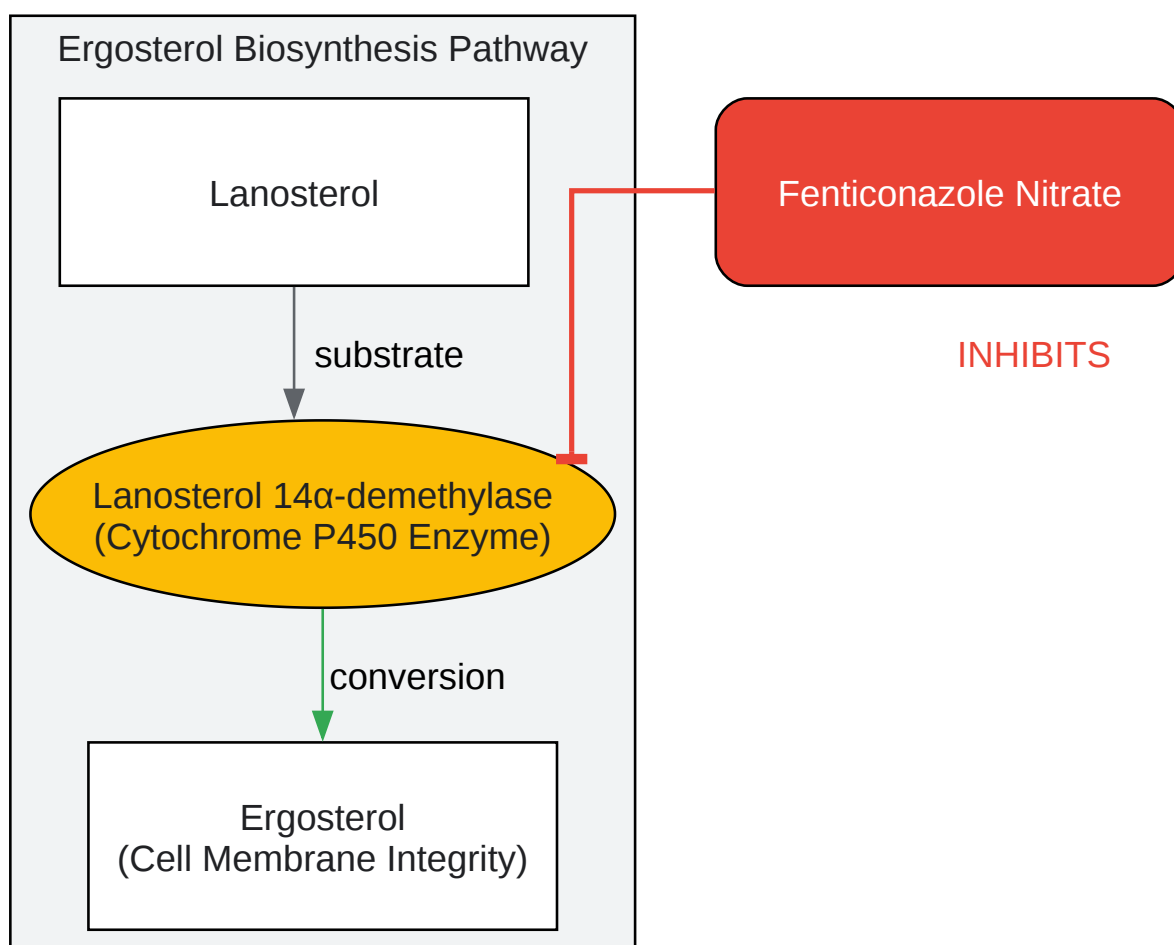 Ergosterol Biosynthesis Pathway
Lanosterol
Fenticonazole Nitrate
substrate
INHIBITS
Lanosterol 14α-demethylase
(Cytochrome P450 Enzyme)
conversion
Ergosterol
(Cell Membrane Integrity)